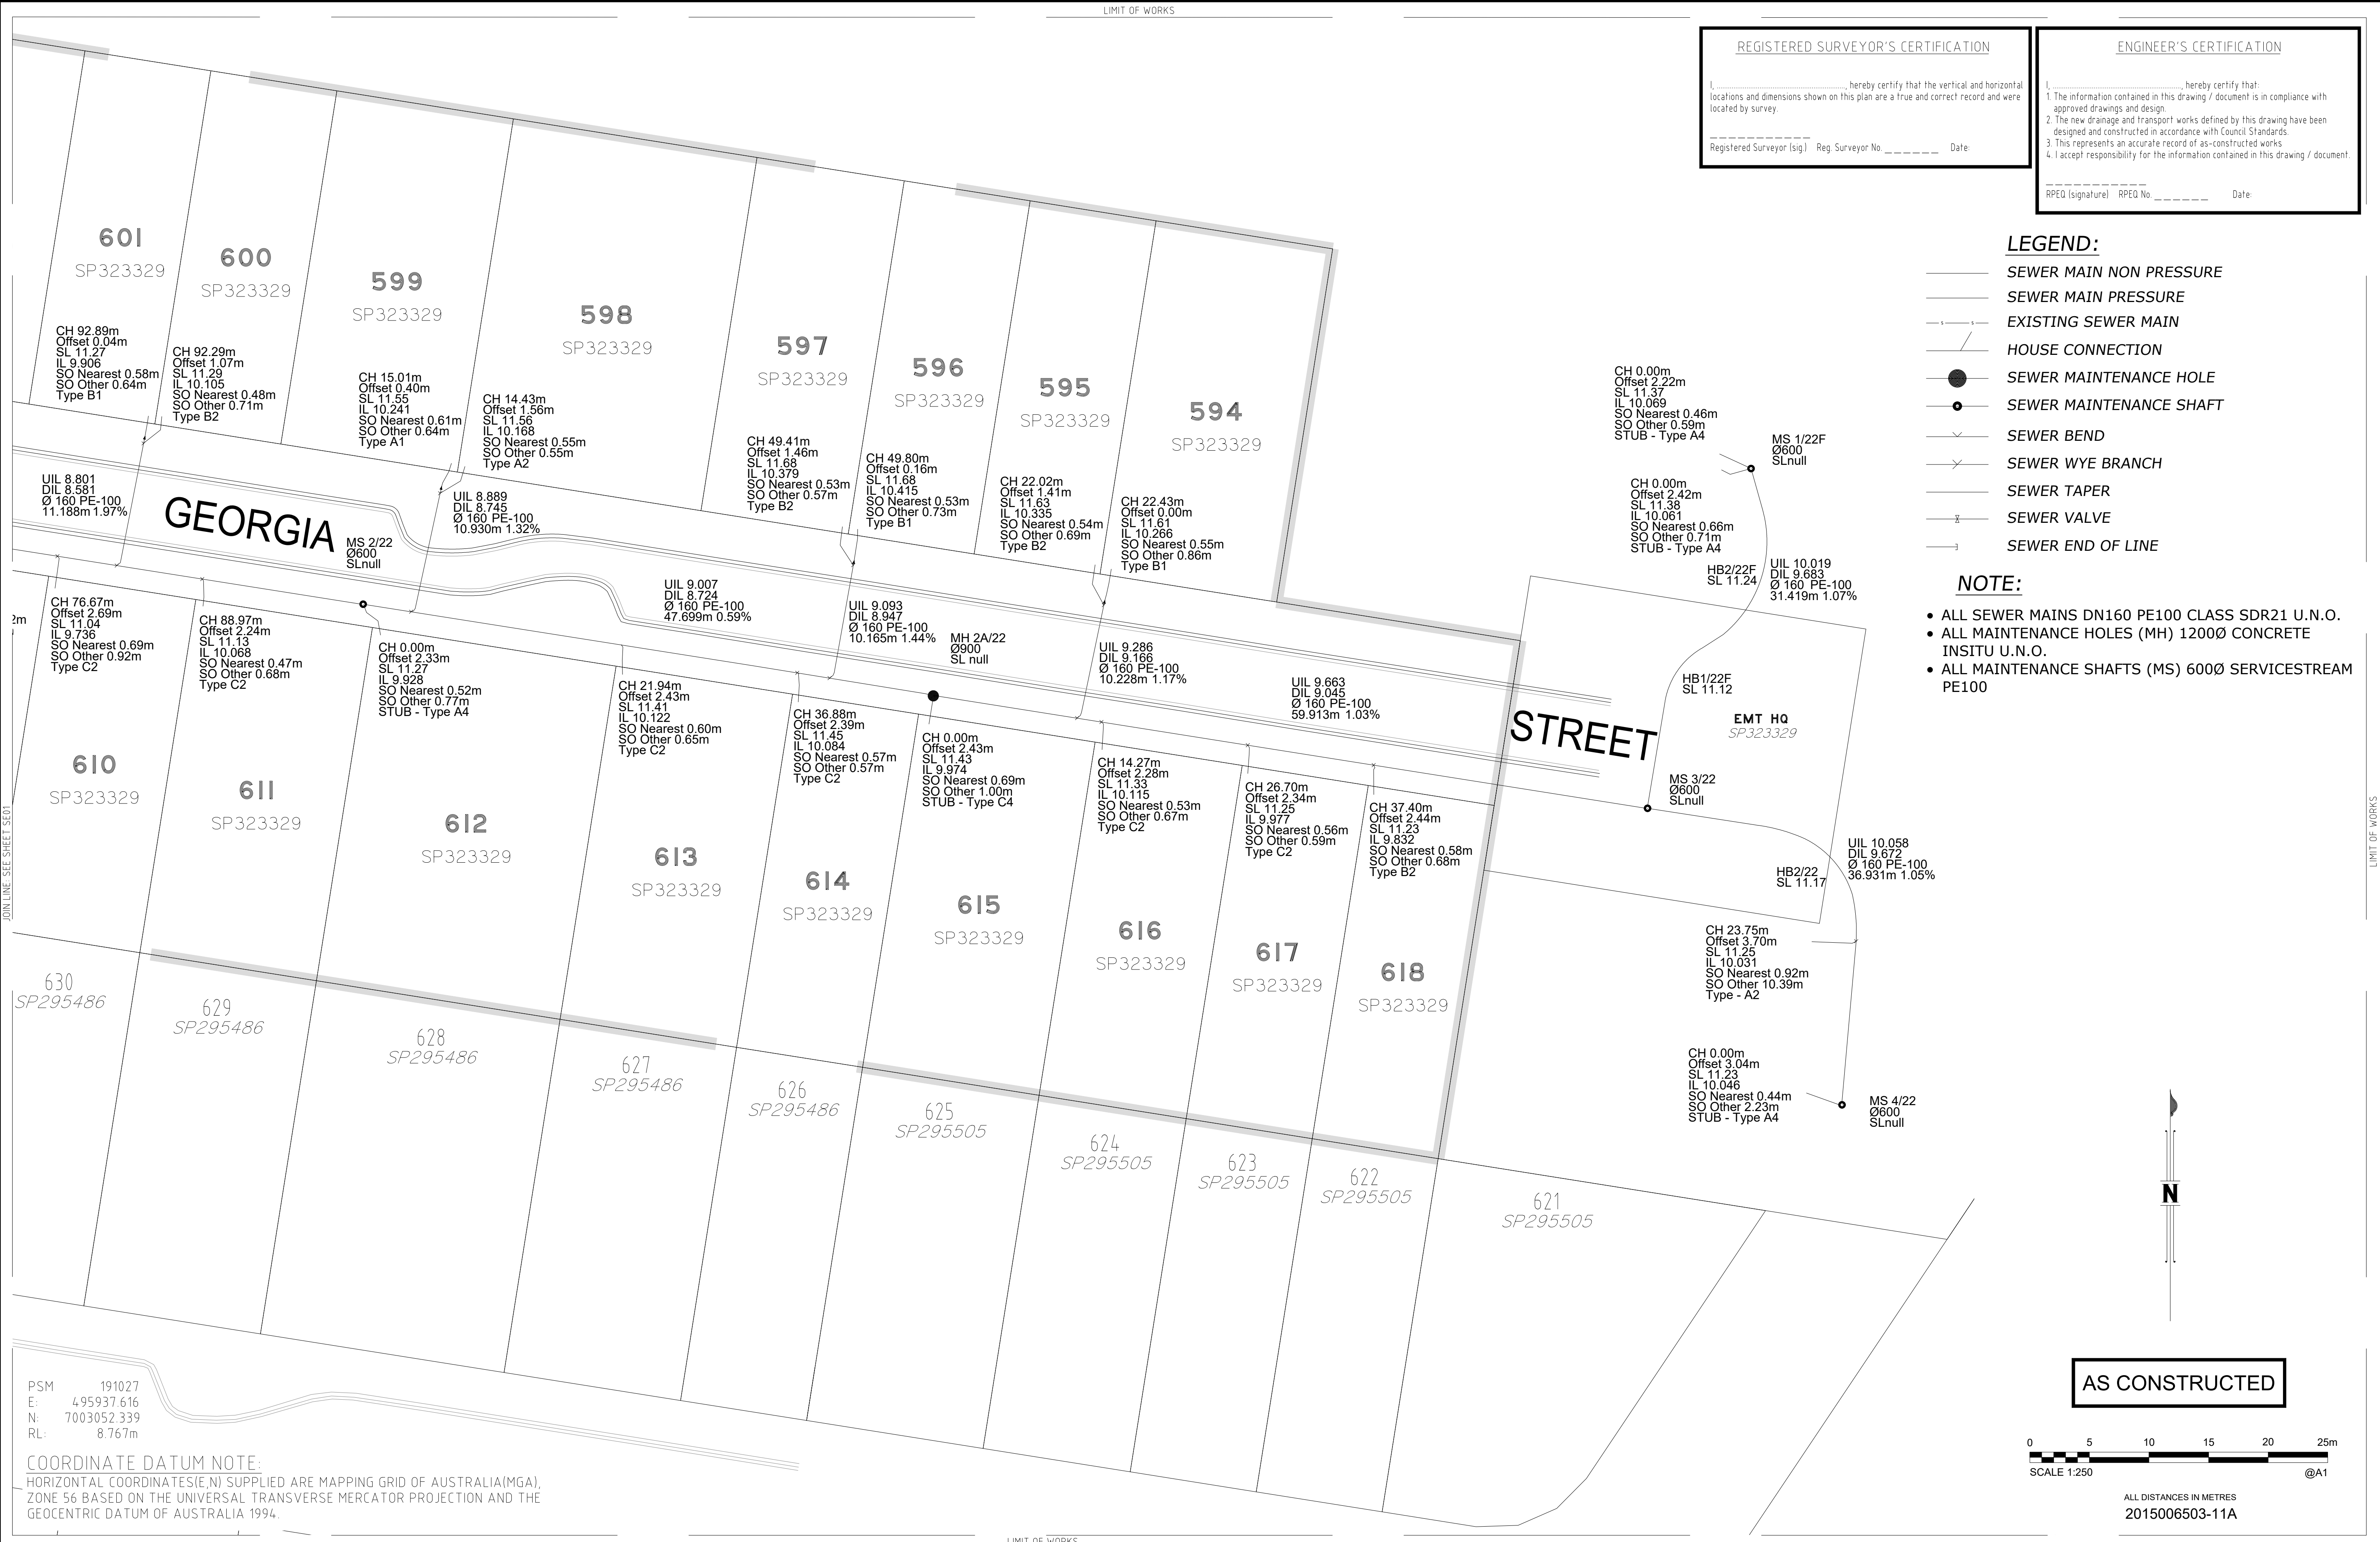 LIMIT OF WORKS
REGISTERED SURVEYOR'S CERTIFICATION
I, ........................................................, hereby certify that the vertical and horizontal
locations and dimensions shown on this plan are a true and correct record and were
located by survey.
Registered Surveyor (sig.) Reg. Surveyor No. _ _ _ _ _ _ Date:
ENGINEER'S CERTIFICATION
I, ........................................................, hereby certify that:
1. The information contained in this drawing / document is in compliance with
approved drawings and design.
2. The new drainage and transport works defined by this drawing have been
designed and constructed in accordance with Council Standards.
3. This represents an accurate record of as-constructed works
4. I accept responsibility for the information contained in this drawing / document.
RPEQ (signature) RPEQ No. _ _ _ _ _ _ Date:
LEGEND:
SEWER MAIN NON PRESSURE
SEWER MAIN PRESSURE
EXISTING SEWER MAIN
HOUSE CONNECTION
SEWER MAINTENANCE HOLE
SEWER MAINTENANCE SHAFT
SEWER BEND
SEWER WYE BRANCH
SEWER TAPER
SEWER VALVE
SEWER END OF LINE
NOTE:
• ALL SEWER MAINS DN160 PE100 CLASS SDR21 U.N.O.
• ALL MAINTENANCE HOLES (MH) 1200Ø CONCRETE
INSITU U.N.O.
• ALL MAINTENANCE SHAFTS (MS) 600Ø SERVICESTREAM
PE100
601
SP323329
600
SP323329
599
SP323329
598
SP323329
597
SP323329
596
SP323329
595
SP323329
594
SP323329
CH 92.89m
Offset 0.04m
SL 11.27
IL 9.906
SO Nearest 0.58m
SO Other 0.64m
Type B1
CH 92.29m
Offset 1.07m
SL 11.29
IL 10.105
SO Nearest 0.48m
SO Other 0.71m
Type B2
CH 15.01m
Offset 0.40m
SL 11.55
IL 10.241
SO Nearest 0.61m
SO Other 0.64m
Type A1
CH 14.43m
Offset 1.56m
SL 11.56
IL 10.168
SO Nearest 0.55m
SO Other 0.55m
Type A2
CH 49.41m
Offset 1.46m
SL 11.68
IL 10.379
SO Nearest 0.53m
SO Other 0.57m
Type B2
CH 49.80m
Offset 0.16m
SL 11.68
IL 10.415
SO Nearest 0.53m
SO Other 0.73m
Type B1
CH 22.02m
Offset 1.41m
SL 11.63
IL 10.335
SO Nearest 0.54m
SO Other 0.69m
Type B2
CH 22.43m
Offset 0.00m
SL 11.61
IL 10.266
SO Nearest 0.55m
SO Other 0.86m
Type B1
CH 0.00m
Offset 2.22m
SL 11.37
IL 10.069
SO Nearest 0.46m
SO Other 0.59m
STUB - Type A4
MS 1/22F
Ø600
SLnull
CH 0.00m
Offset 2.42m
SL 11.38
IL 10.061
SO Nearest 0.66m
SO Other 0.71m
STUB - Type A4
HB2/22F
SL 11.24
UIL 10.019
DIL 9.683
Ø 160 PE-100
31.419m 1.07%
HB1/22F
SL 11.12
EMT HQ
SP323329
UIL 8.801
DIL 8.581
Ø 160 PE-100
11.188m 1.97%
GEORGIA
MS 2/22
Ø600
SLnull
UIL 8.889
DIL 8.745
Ø 160 PE-100
10.930m 1.32%
UIL 9.007
DIL 8.724
Ø 160 PE-100
47.699m 0.59%
UIL 9.093
DIL 8.947
Ø 160 PE-100
10.165m 1.44%
MH 2A/22
Ø900
SL null
UIL 9.286
DIL 9.166
Ø 160 PE-100
10.228m 1.17%
UIL 9.663
DIL 9.045
Ø 160 PE-100
59.913m 1.03%
STREET
MS 3/22
Ø600
SLnull
2m
CH 76.67m
Offset 2.69m
SL 11.04
IL 9.736
SO Nearest 0.69m
SO Other 0.92m
Type C2
CH 88.97m
Offset 2.24m
SL 11.13
IL 10.068
SO Nearest 0.47m
SO Other 0.68m
Type C2
CH 0.00m
Offset 2.33m
SL 11.27
IL 9.928
SO Nearest 0.52m
SO Other 0.77m
STUB - Type A4
CH 21.94m
Offset 2.43m
SL 11.41
IL 10.122
SO Nearest 0.60m
SO Other 0.65m
Type C2
CH 36.88m
Offset 2.39m
SL 11.45
IL 10.084
SO Nearest 0.57m
SO Other 0.57m
Type C2
CH 0.00m
Offset 2.43m
SL 11.43
IL 9.974
SO Nearest 0.69m
SO Other 1.00m
STUB - Type C4
CH 14.27m
Offset 2.28m
SL 11.33
IL 10.115
SO Nearest 0.53m
SO Other 0.67m
Type C2
CH 26.70m
Offset 2.34m
SL 11.25
IL 9.977
SO Nearest 0.56m
SO Other 0.59m
Type C2
CH 37.40m
Offset 2.44m
SL 11.23
IL 9.832
SO Nearest 0.58m
SO Other 0.68m
Type B2
UIL 10.058
DIL 9.672
Ø 160 PE-100
36.931m 1.05%
HB2/22
SL 11.17
CH 23.75m
Offset 3.70m
SL 11.25
IL 10.031
SO Nearest 0.92m
SO Other 10.39m
Type - A2
CH 0.00m
Offset 3.04m
SL 11.23
IL 10.046
SO Nearest 0.44m
SO Other 2.23m
STUB - Type A4
MS 4/22
Ø600
SLnull
610
SP323329
611
SP323329
612
SP323329
613
SP323329
614
SP323329
615
SP323329
616
SP323329
617
SP323329
618
SP323329
630
SP295486
629
SP295486
628
SP295486
627
SP295486
626
SP295486
625
SP295505
624
SP295505
623
SP295505
622
SP295505
621
SP295505
JOIN LINE: SEE SHEET SE01
LIMIT OF WORKS
N
PSM 191027
E: 495937.616
N: 7003052.339
RL: 8.767m
COORDINATE DATUM NOTE:
HORIZONTAL COORDINATES(E,N) SUPPLIED ARE MAPPING GRID OF AUSTRALIA(MGA),
ZONE 56 BASED ON THE UNIVERSAL TRANSVERSE MERCATOR PROJECTION AND THE
GEOCENTRIC DATUM OF AUSTRALIA 1994.
AS CONSTRUCTED
0 5 10 15 20 25m
SCALE 1:250 @A1
ALL DISTANCES IN METRES
2015006503-11A
LIMIT OF WORKS